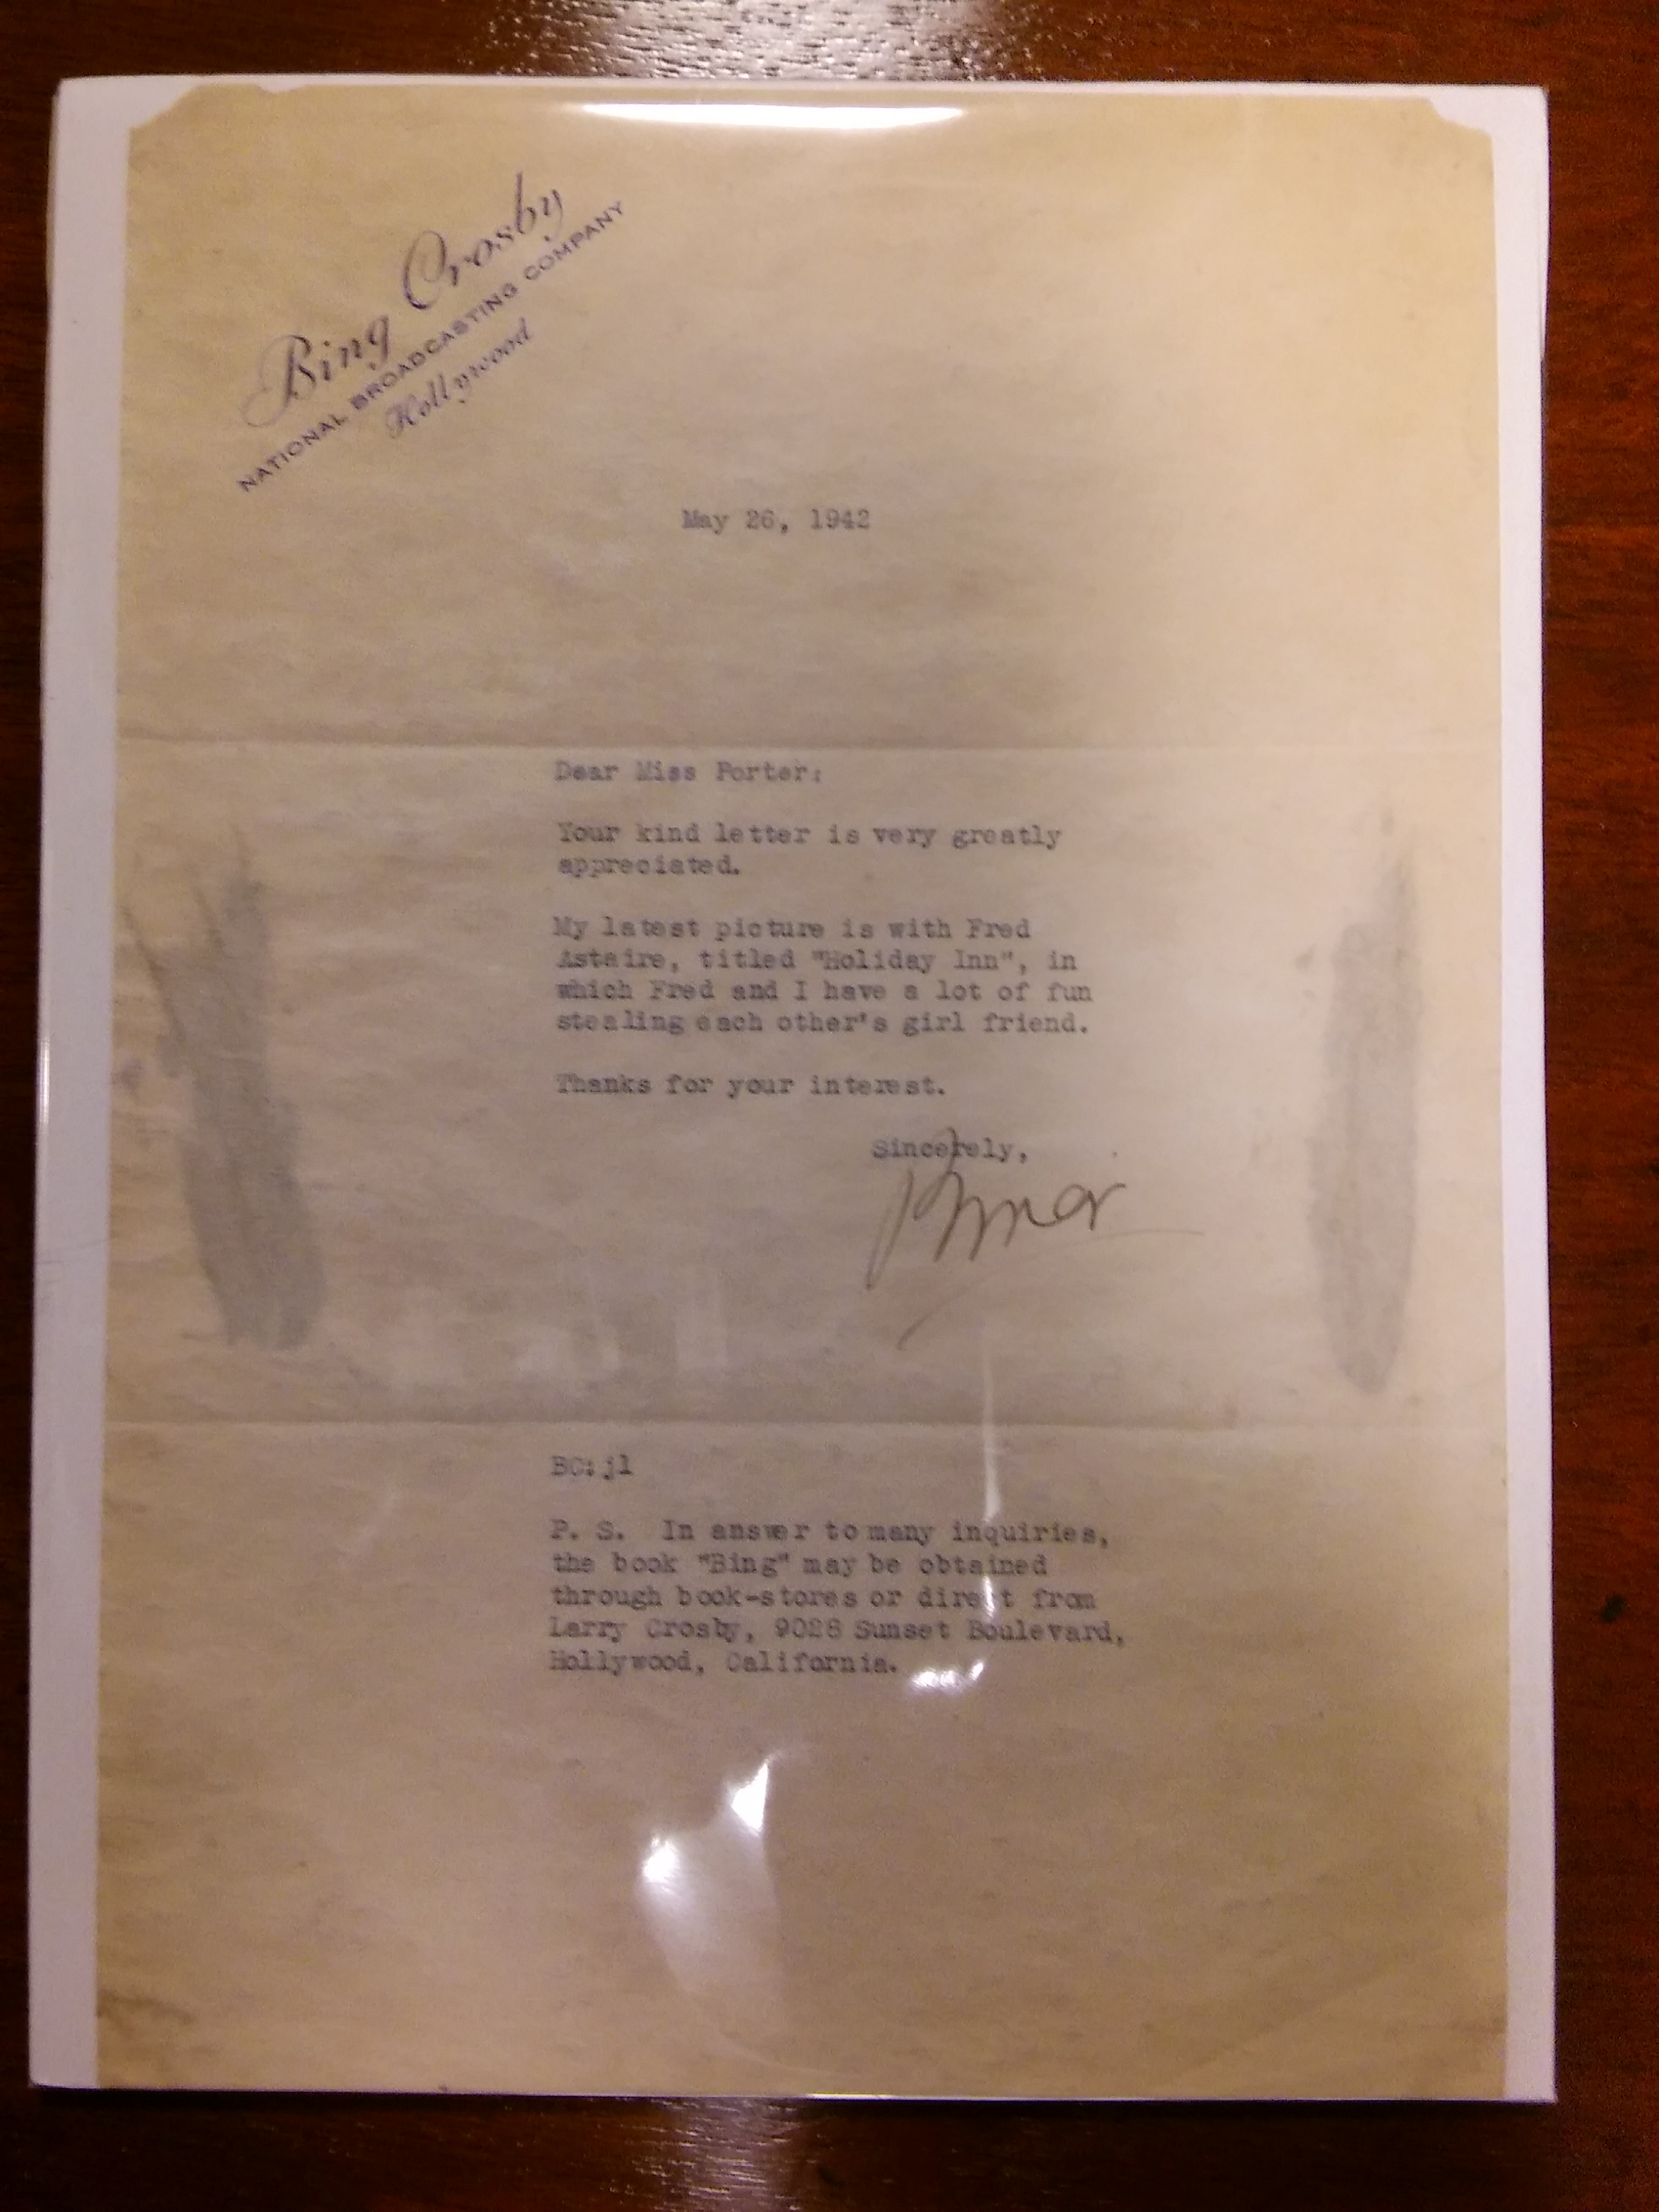 Bing Crosby
NATIONAL BROADCASTING COMPANY
Hollywood
May 26, 1942
Dear Miss Porter:
Your kind letter is very greatly
appreciated.
My latest picture is with Fred
Astaire, titled "Holiday Inn", in
which Fred and I have a lot of fun
stealing each other's girl friend.
Thanks for your interest.
Sincerely,
Bing
BC:jl
P. S. In answer to many inquiries,
the book "Bing" may be obtained
through book-stores or direct from
Larry Crosby, 9028 Sunset Boulevard,
Hollywood, California.